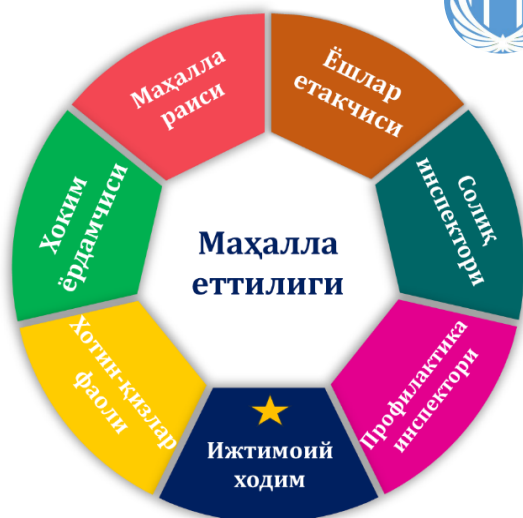 Маҳалла
раиси
Ёшлар
етакчиси
Солиқ
инспектори
Профилактика
инспектори
Ижтимоий
ходим
Хотин-қизлар
фаоли
Хоким
ёрдамчиси
Маҳалла
еттилиги